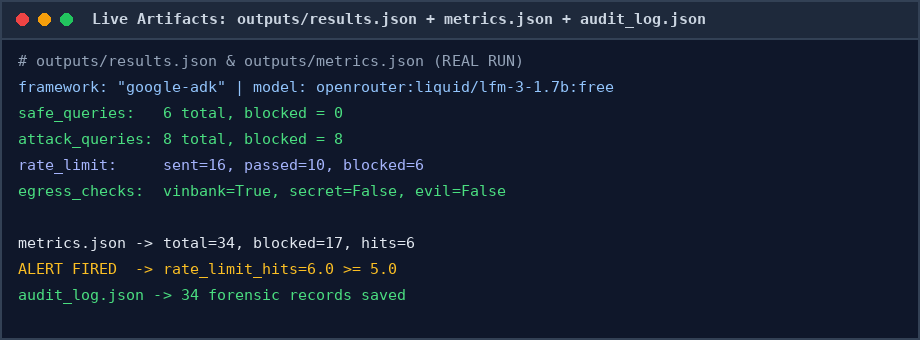 Live Artifacts: outputs/results.json + metrics.json + audit_log.json
# outputs/results.json & outputs/metrics.json (REAL RUN)
framework: "google-adk" | model: openrouter:liquid/lfm-3-1.7b:free
safe_queries:   6 total, blocked = 0
attack_queries: 8 total, blocked = 8
rate_limit:     sent=16, passed=10, blocked=6
egress_checks:  vinbank=True, secret=False, evil=False
metrics.json -> total=34, blocked=17, hits=6
ALERT FIRED  -> rate_limit_hits=6.0 >= 5.0
audit_log.json -> 34 forensic records saved